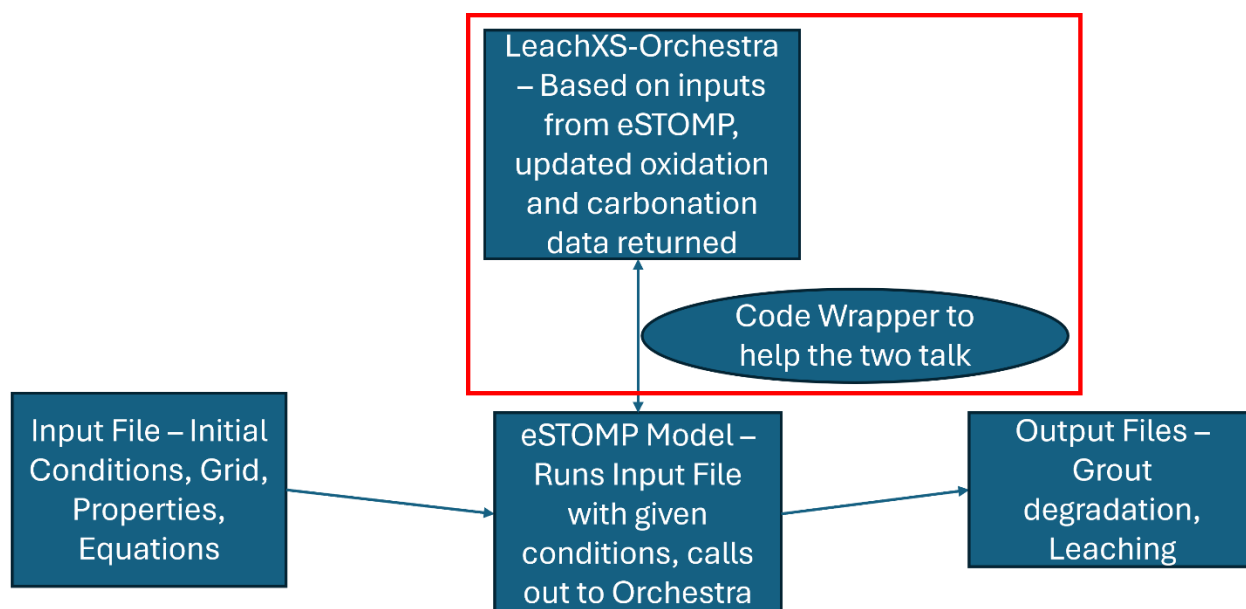 LeachXS-Orchestra
– Based on inputs
from eSTOMP,
updated oxidation
and carbonation
data returned
Code Wrapper to
help the two talk
Input File – Initial
Conditions, Grid,
Properties,
Equations
eSTOMP Model –
Runs Input File
with given
conditions, calls
out to Orchestra
Output Files –
Grout
degradation,
Leaching